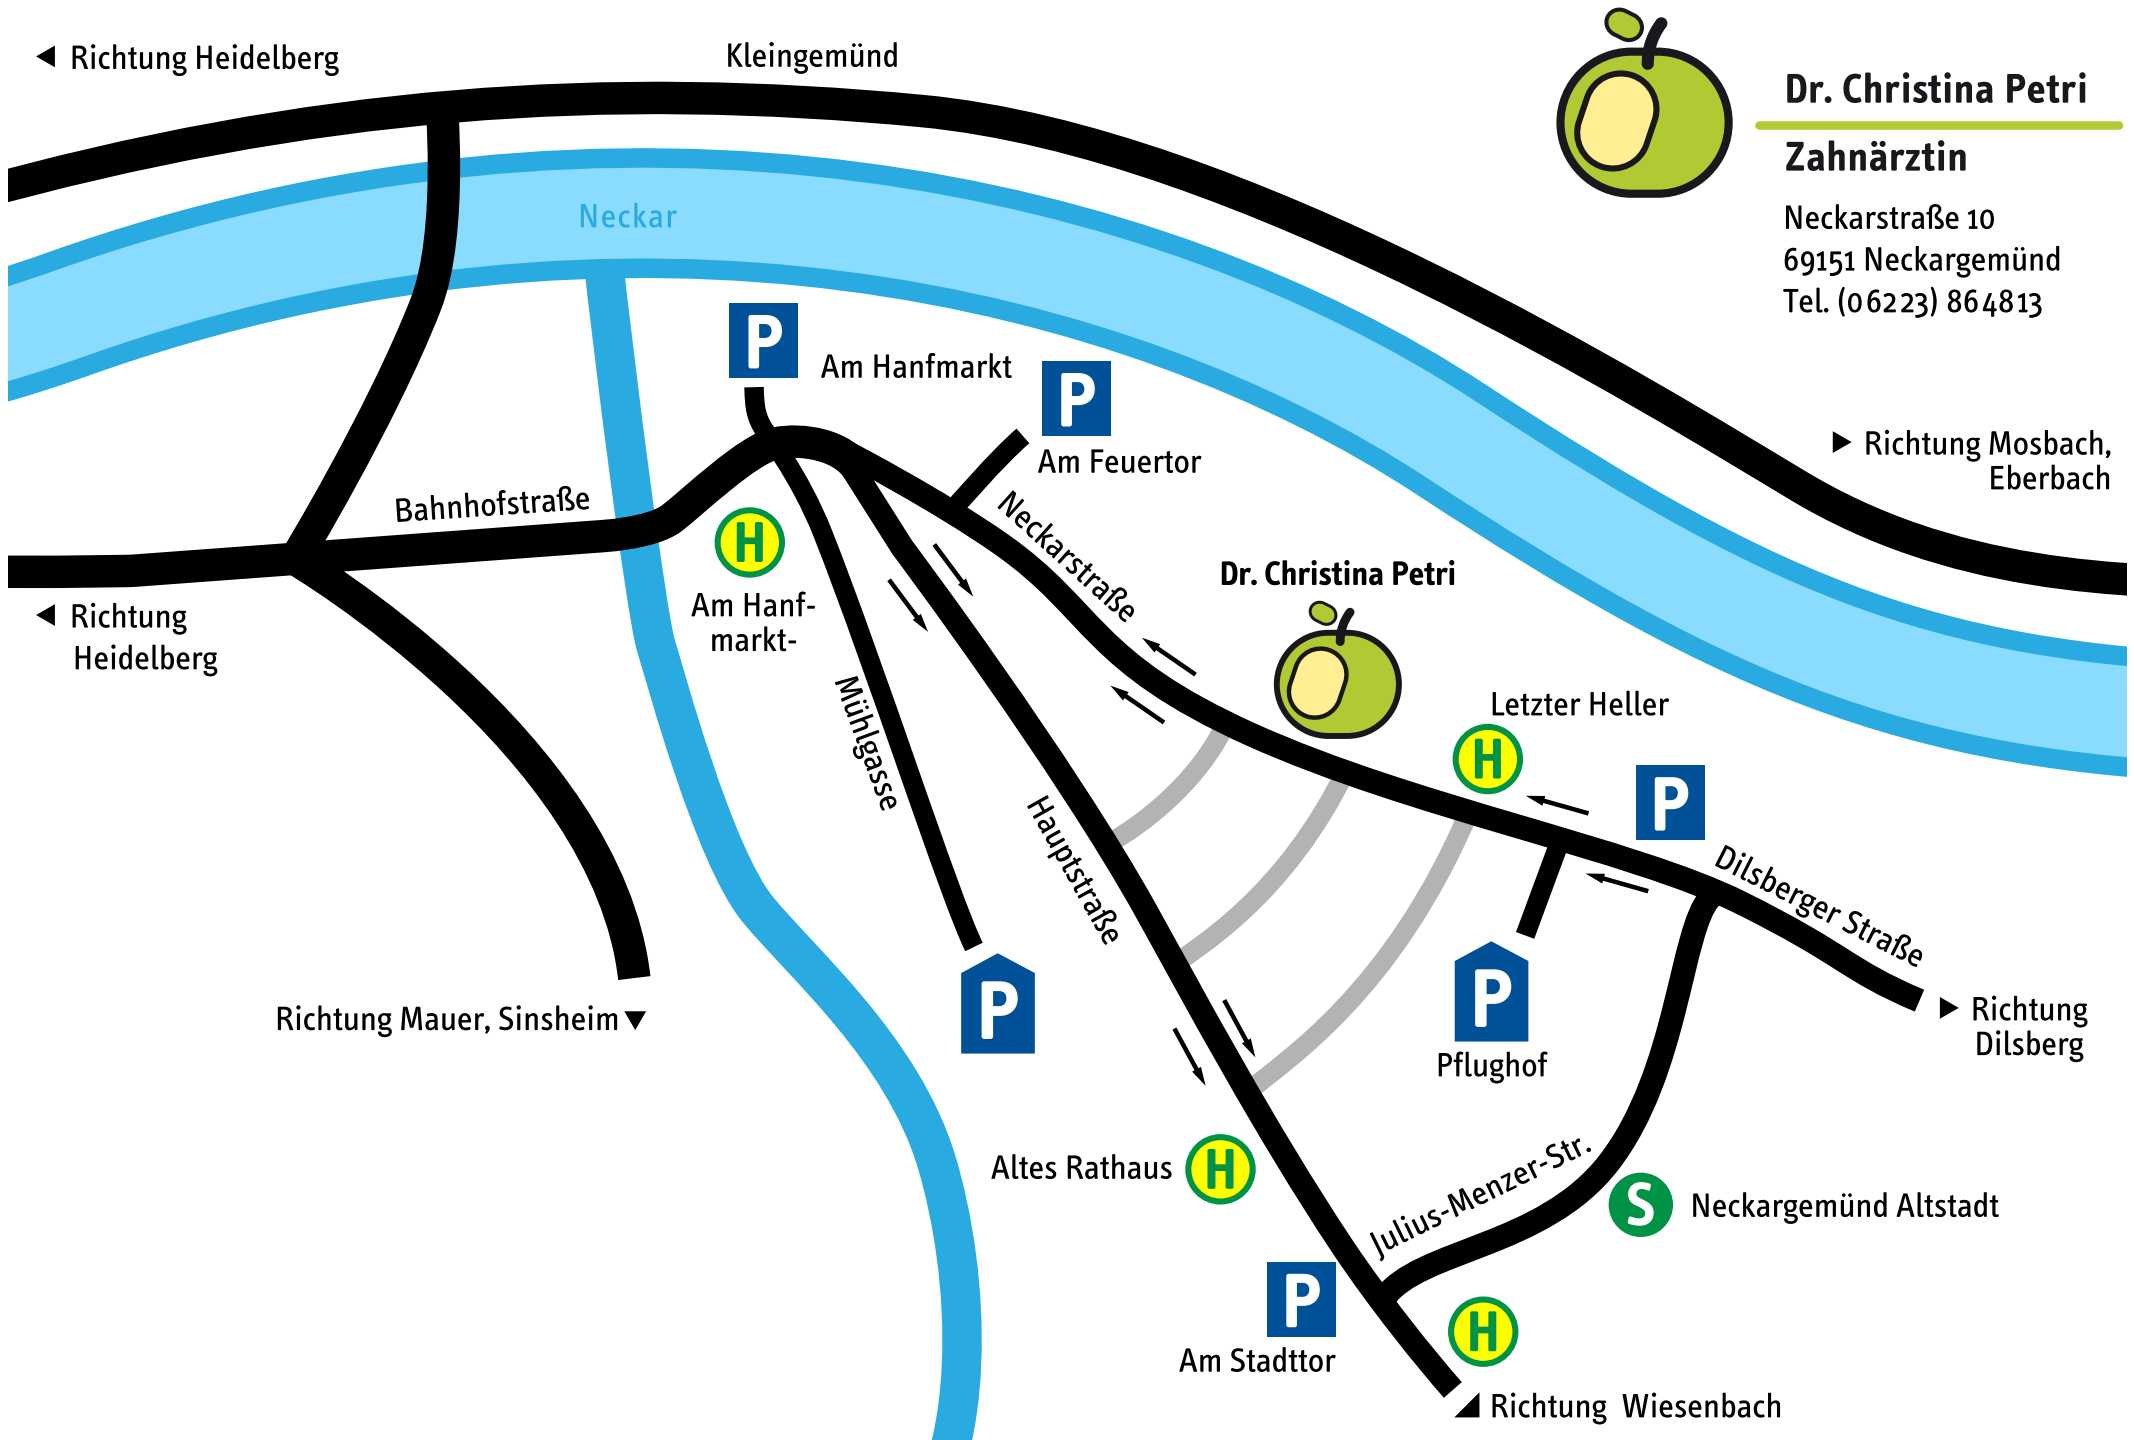 Richtung Heidelberg
Kleingemünd
Dr. Christina Petri
Zahnärztin
Neckarstraße 10
69151 Neckargemünd
Tel. (06223) 864813
Neckar
P
Am Hanfmarkt
P
Am Feuertor
Richtung Mosbach,
Eberbach
Bahnhofstraße
Neckarstraße
H
Am Hanf-
markt-
Richtung
Heidelberg
Dr. Christina Petri
Mühlgasse
Letzter Heller
H
P
Hauptstraße
Dilsberger Straße
P
P
Pflughof
Richtung
Dilsberg
Richtung Mauer, Sinsheim
Altes Rathaus
H
Julius-Menzer-Str.
S
Neckargemünd Altstadt
P
Am Stadttor
H
Richtung Wiesenbach